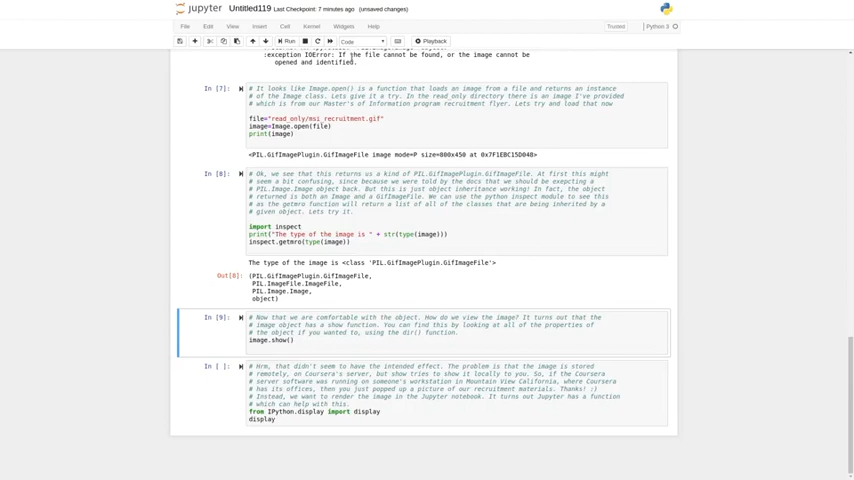 jupyter Untitled119 Last Checkpoint: 7 minutes ago (unsaved changes)
File Edit View Insert Cell Kernel Widgets Help Trusted Python 3
Run Code Playback
:exception IOError: If the file cannot be found, or the image cannot be
opened and identified.
In [7]:
# It looks like Image.open() is a function that loads an image from a file and returns an instance
# of the Image class. Lets give it a try. In the read_only directory there is an image I've provided
# which is from our Master's of Information program recruitment flyer. Lets try and load that now
file="read_only/msi_recruitment.gif"
image=Image.open(file)
print(image)
<PIL.GifImagePlugin.GifImageFile image mode=P size=800x450 at 0x7F1EBC15D048>
In [8]:
# Ok, we see that this returns us a kind of PIL.GifImagePlugin.GifImageFile. At first this might
# seem a bit confusing, since because we were told by the docs that we should be exepcting a
# PIL.Image.Image object back. But this is just object inheritance working! In fact, the object
# returned is both an Image and a GifImageFile. We can use the python inspect module to see this
# as the getmro function will return a list of all of the classes that are being inherited by a
# given object. Lets try it.
import inspect
print("The type of the image is " + str(type(image)))
inspect.getmro(type(image))
The type of the image is <class 'PIL.GifImagePlugin.GifImageFile'>
Out[8]:
(PIL.GifImagePlugin.GifImageFile,
PIL.ImageFile.ImageFile,
PIL.Image.Image,
object)
In [9]:
# Now that we are comfortable with the object. How do we view the image? It turns out that the
# image object has a show function. You can find this by looking at all of the properties of
# the object if you wanted to, using the dir() function.
image.show()
In [ ]:
# Hrm, that didn't seem to have the intended effect. The problem is that the image is stored
# remotely, on Coursera's server, but show tries to show it locally to you. So, if the Coursera
# server software was running on someone's workstation in Mountain View California, where Coursera
# has its offices, then you just popped up a picture of our recruitment materials. Thanks! :)
# Instead, we want to render the image in the Jupyter notebook. It turns out Jupyter has a function
# which can help with this.
from IPython.display import display
display